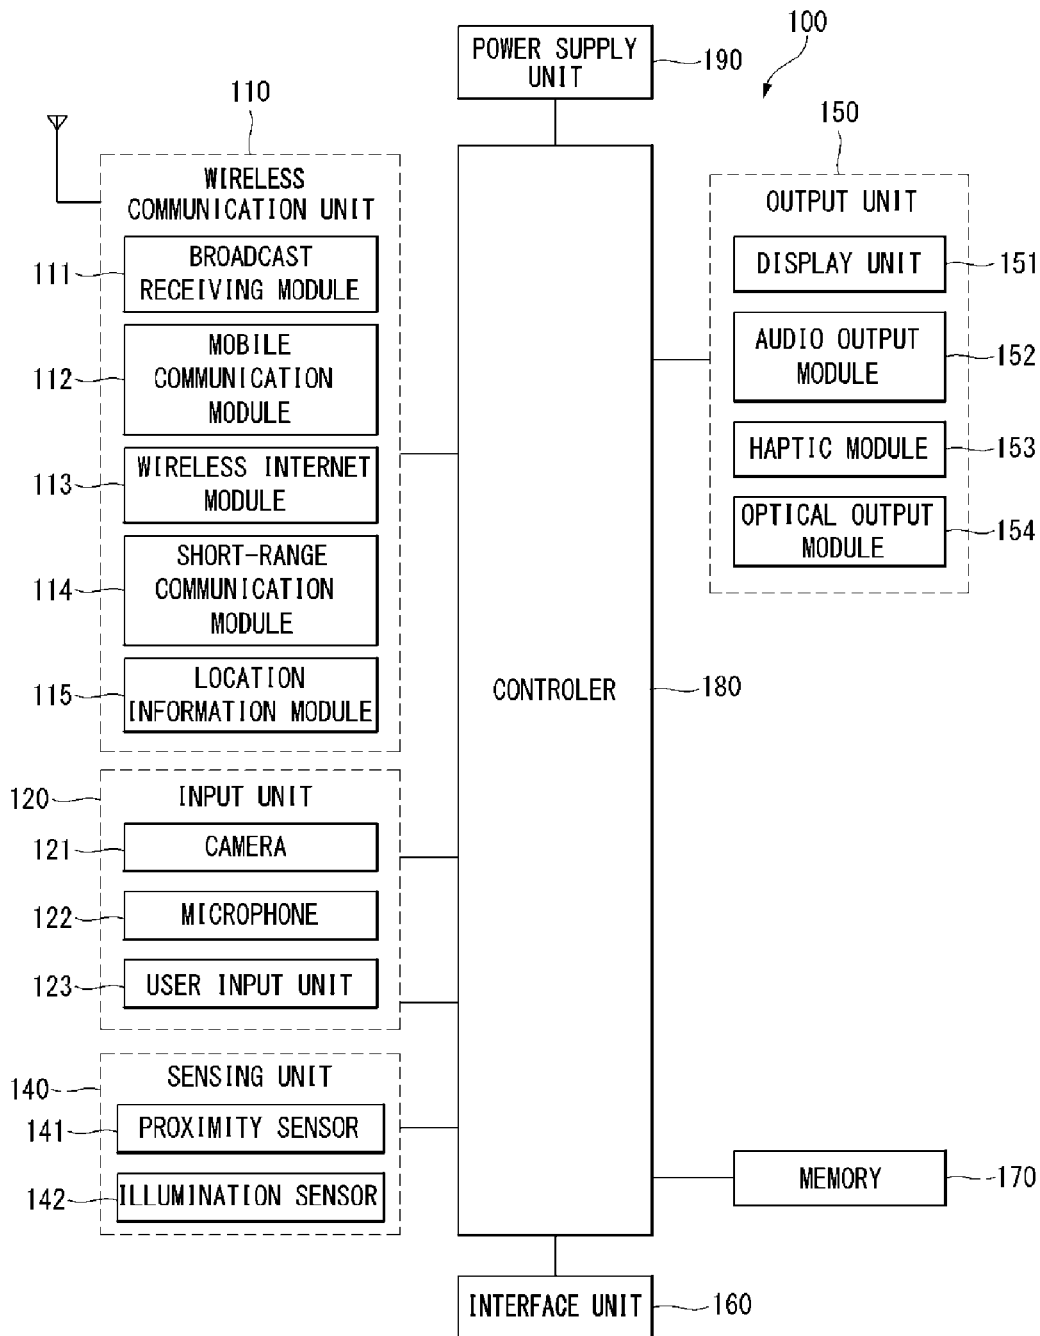 100
POWER SUPPLY
UNIT
190
110
WIRELESS
COMMUNICATION UNIT
111
BROADCAST
RECEIVING MODULE
112
MOBILE
COMMUNICATION
MODULE
113
WIRELESS INTERNET
MODULE
114
SHORT-RANGE
COMMUNICATION
MODULE
115
LOCATION
INFORMATION MODULE
120
INPUT UNIT
121
CAMERA
122
MICROPHONE
123
USER INPUT UNIT
140
SENSING UNIT
141
PROXIMITY SENSOR
142
ILLUMINATION SENSOR
CONTROLER
180
150
OUTPUT UNIT
DISPLAY UNIT
151
AUDIO OUTPUT
MODULE
152
HAPTIC MODULE
153
OPTICAL OUTPUT
MODULE
154
MEMORY
170
INTERFACE UNIT
160